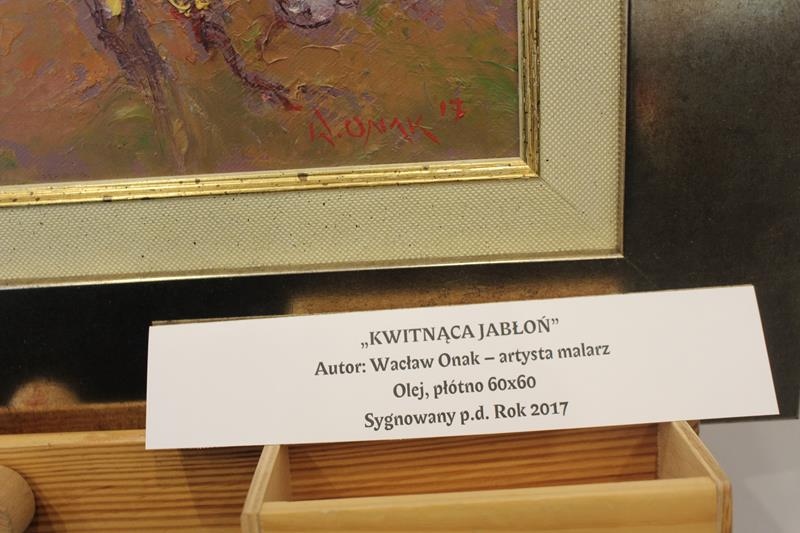 W.ONAK '17
„KWITNĄCA JABŁOŃ”
Autor: Wacław Onak – artysta malarz
Olej, płótno 60x60
Sygnowany p.d. Rok 2017